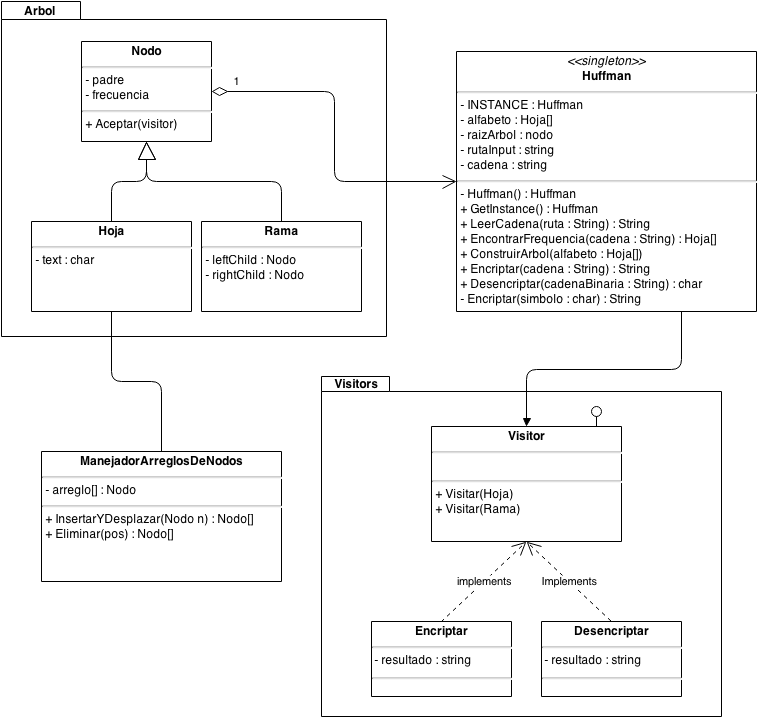 Arbol
Nodo
- padre
- frecuencia
+ Aceptar(visitor)
1
Hoja
- text : char
Rama
- leftChild : Nodo
- rightChild : Nodo
<<singleton>>
Huffman
- INSTANCE : Huffman
- alfabeto : Hoja[]
- raizArbol : nodo
- rutaInput : string
- cadena : string
- Huffman() : Huffman
+ GetInstance() : Huffman
+ LeerCadena(ruta : String) : String
+ EncontrarFrequencia(cadena : String) : Hoja[]
+ ConstruirArbol(alfabeto : Hoja[])
+ Encriptar(cadena : String) : String
+ Desencriptar(cadenaBinaria : String) : char
- Encriptar(simbolo : char) : String
ManejadorArreglosDeNodos
- arreglo[] : Nodo
+ InsertarYDesplazar(Nodo n) : Nodo[]
+ Eliminar(pos) : Nodo[]
Visitors
Visitor
+ Visitar(Hoja)
+ Visitar(Rama)
implements
Implements
Encriptar
- resultado : string
Desencriptar
- resultado : string